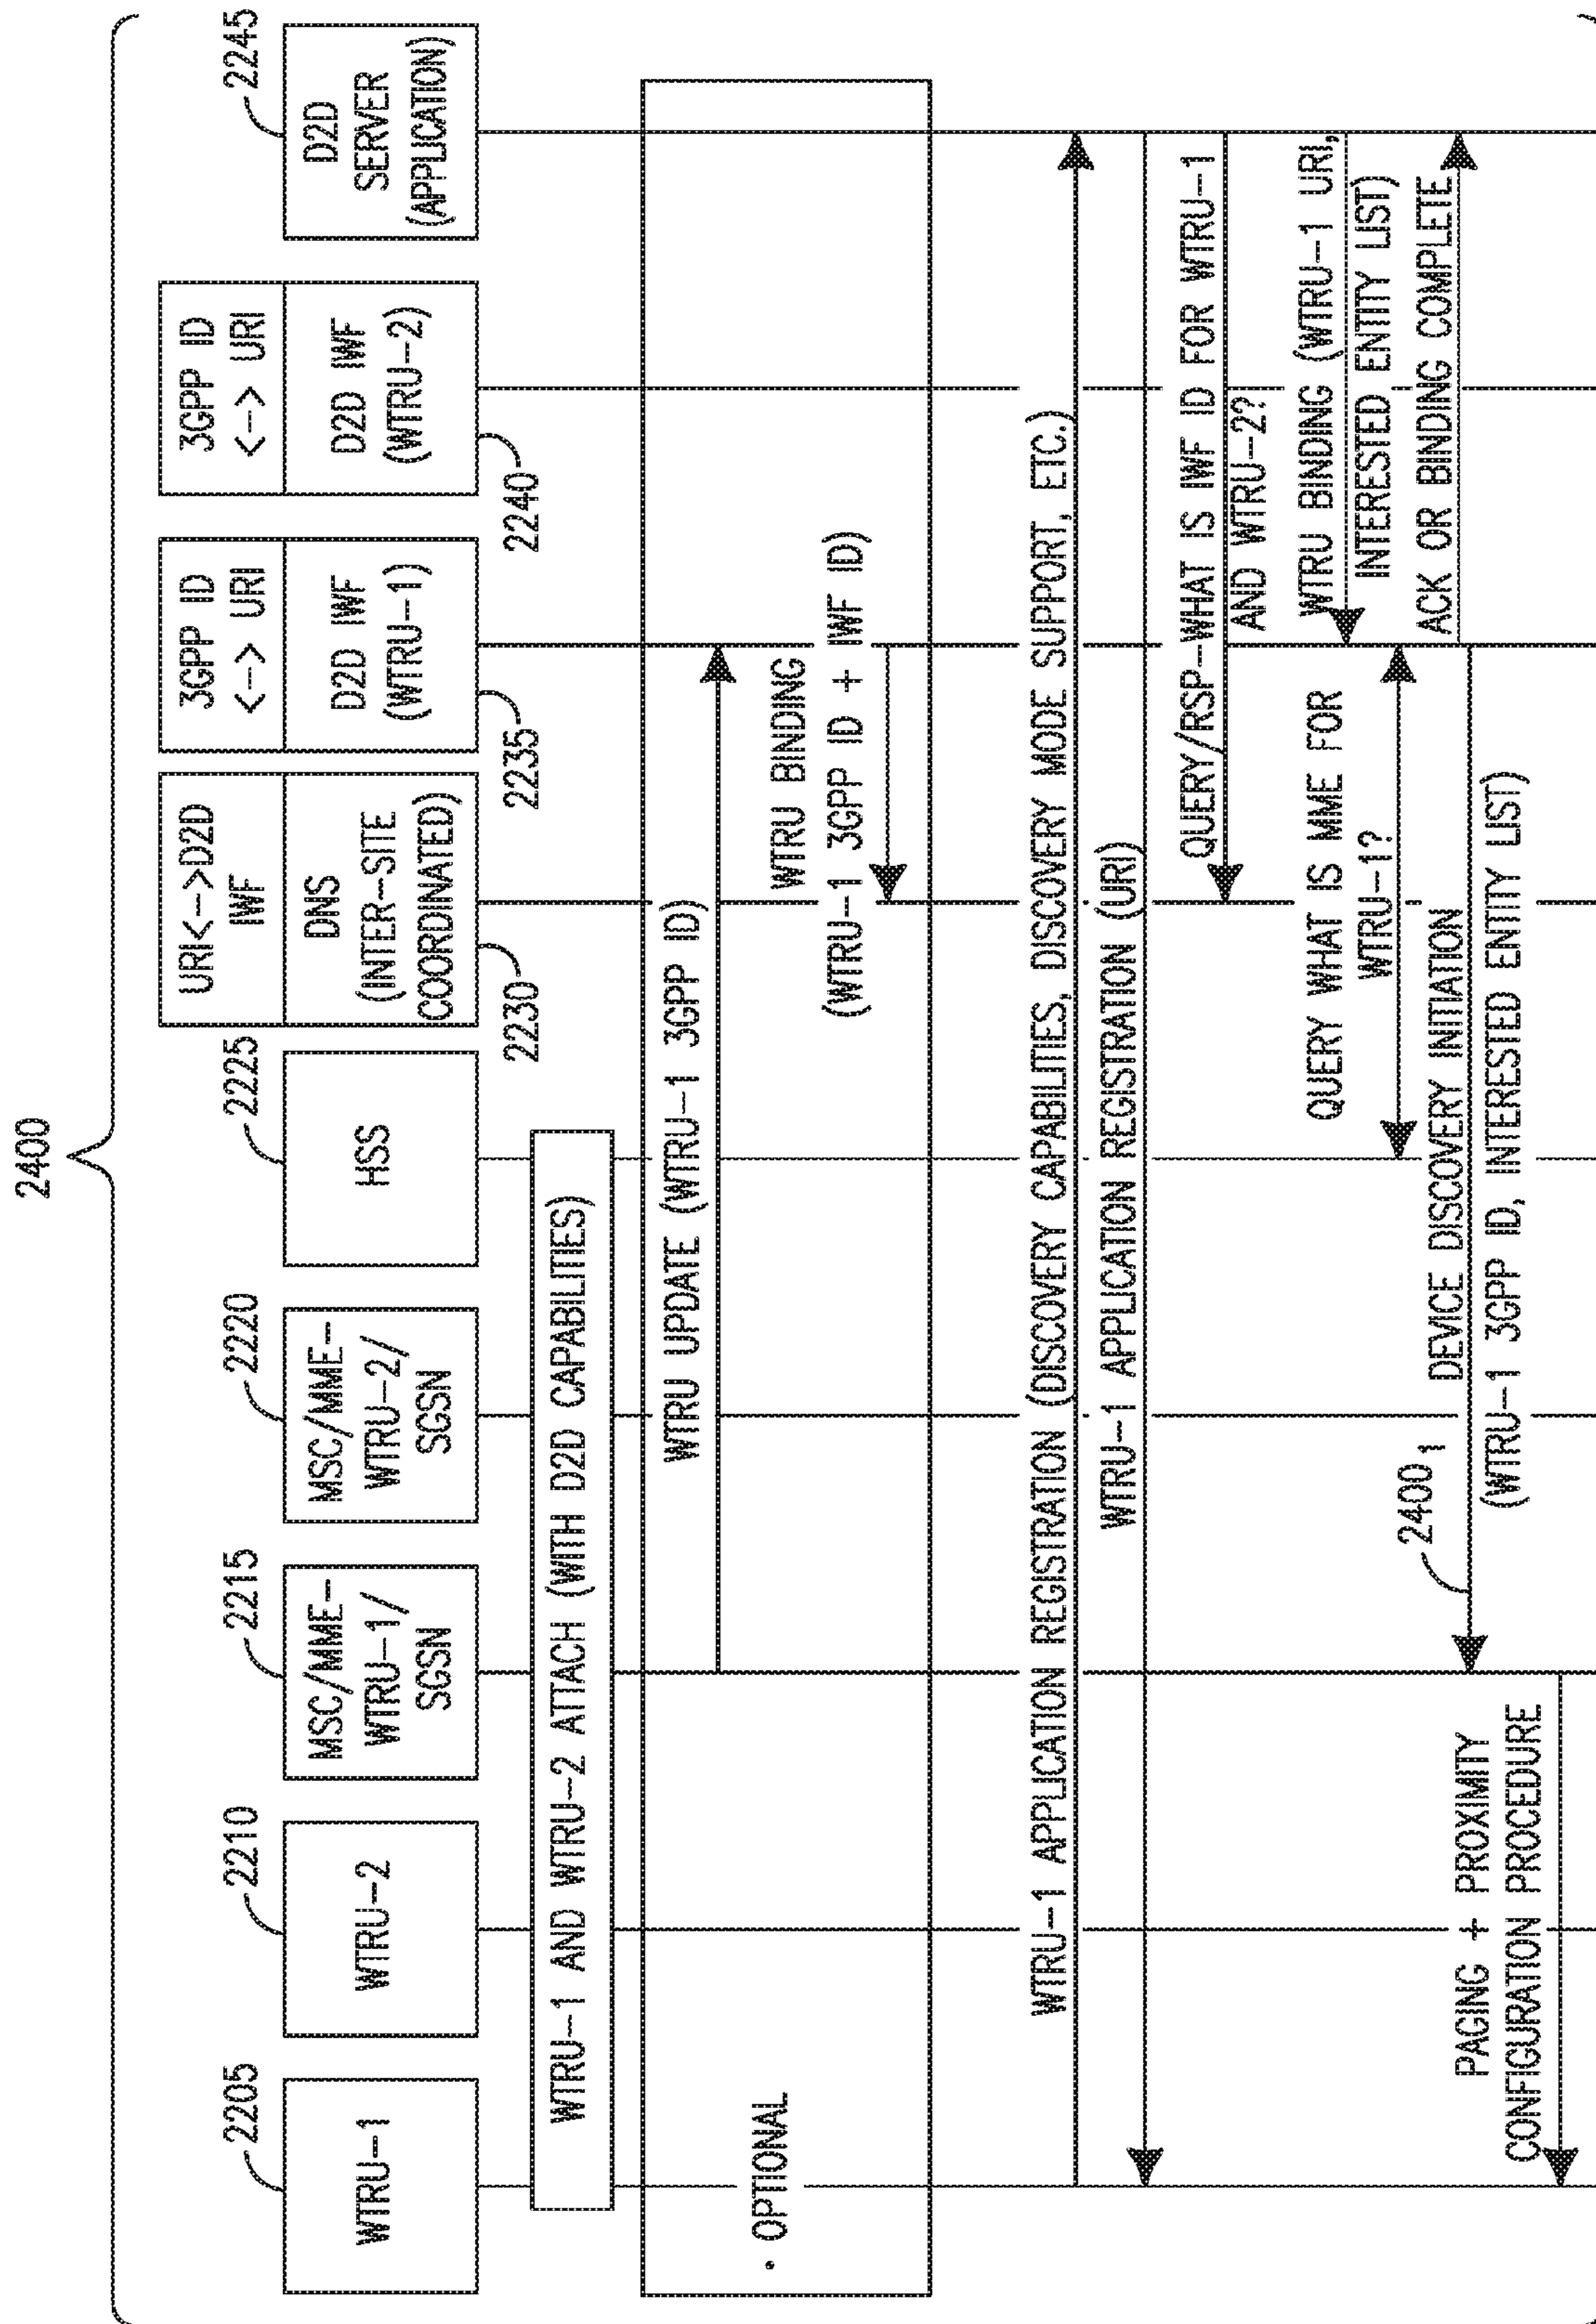 2400
2205
2210
2215
2220
2225
2230
2235
2240
2245
WTRU-1
WTRU-2
MSC/MME-
WTRU-1/
SGSN
MSC/MME-
WTRU-2/
SGSN
HSS
URI<->D2D
IWF
DNS
(INTER-SITE
COORDINATED)
3GPP ID
<-> URI
D2D IWF
(WTRU-1)
3GPP ID
<-> URI
D2D IWF
(WTRU-2)
D2D
SERVER
(APPLICATION)
WTRU-1 AND WTRU-2 ATTACH (WITH D2D CAPABILITIES)
WTRU UPDATE (WTRU-1 3GPP ID)
• OPTIONAL
WTRU BINDING
(WTRU-1 3GPP ID + IWF ID)
WTRU-1 APPLICATION REGISTRATION (DISCOVERY CAPABILITIES, DISCOVERY MODE SUPPORT, ETC.)
WTRU-1 APPLICATION REGISTRATION (URI)
QUERY/RSP-WHAT IS IWF ID FOR WTRU-1
AND WTRU-2?
WTRU BINDING (WTRU-1 URI,
INTERESTED ENTITY LIST)
QUERY WHAT IS MME FOR
WTRU-1?
ACK OR BINDING COMPLETE
DEVICE DISCOVERY INITIATION
(WTRU-1 3GPP ID, INTERESTED ENTITY LIST)
2400₁
PAGING + PROXIMITY
CONFIGURATION PROCEDURE